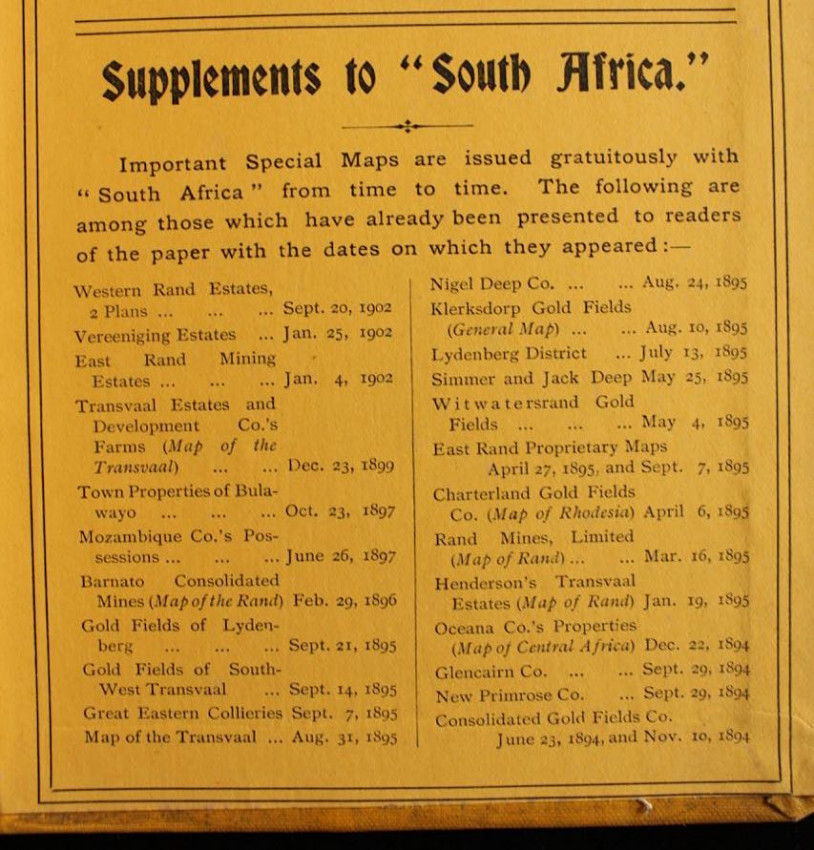 Supplements to “South Africa.”
Important Special Maps are issued gratuitously with
“ South Africa ” from time to time. The following are
among those which have already been presented to readers
of the paper with the dates on which they appeared :—
Western Rand Estates,
2 Plans ... ... ... Sept. 20, 1902
Vereeniging Estates ... Jan. 25, 1902
East Rand Mining
Estates ... ... ... Jan. 4, 1902
Transvaal Estates and
Development Co.'s
Farms (Map of the
Transvaal) ... ... Dec. 23, 1899
Town Properties of Bula-
wayo ... ... ... Oct. 23, 1897
Mozambique Co.'s Pos-
sessions ... ... ... June 26, 1897
Barnato Consolidated
Mines (Map of the Rand) Feb. 29, 1896
Gold Fields of Lyden-
berg ... ... ... Sept. 21, 1895
Gold Fields of South-
West Transvaal ... Sept. 14, 1895
Great Eastern Collieries Sept. 7, 1895
Map of the Transvaal ... Aug. 31, 1895
Nigel Deep Co. ... ... Aug. 24, 1895
Klerksdorp Gold Fields
(General Map) ... ... Aug. 10, 1895
Lydenberg District ... July 13, 1895
Simmer and Jack Deep May 25, 1895
Witwatersrand Gold
Fields ... ... ... May 4, 1895
East Rand Proprietary Maps
April 27, 1895, and Sept. 7, 1895
Charterland Gold Fields
Co. (Map of Rhodesia) April 6, 1895
Rand Mines, Limited
(Map of Rand) ... ... Mar. 16, 1895
Henderson's Transvaal
Estates (Map of Rand) Jan. 19, 1895
Oceana Co.'s Properties
(Map of Central Africa) Dec. 22, 1894
Glencairn Co. ... ... Sept. 29, 1894
New Primrose Co. ... Sept. 29, 1894
Consolidated Gold Fields Co.
June 23, 1894, and Nov. 10, 1894